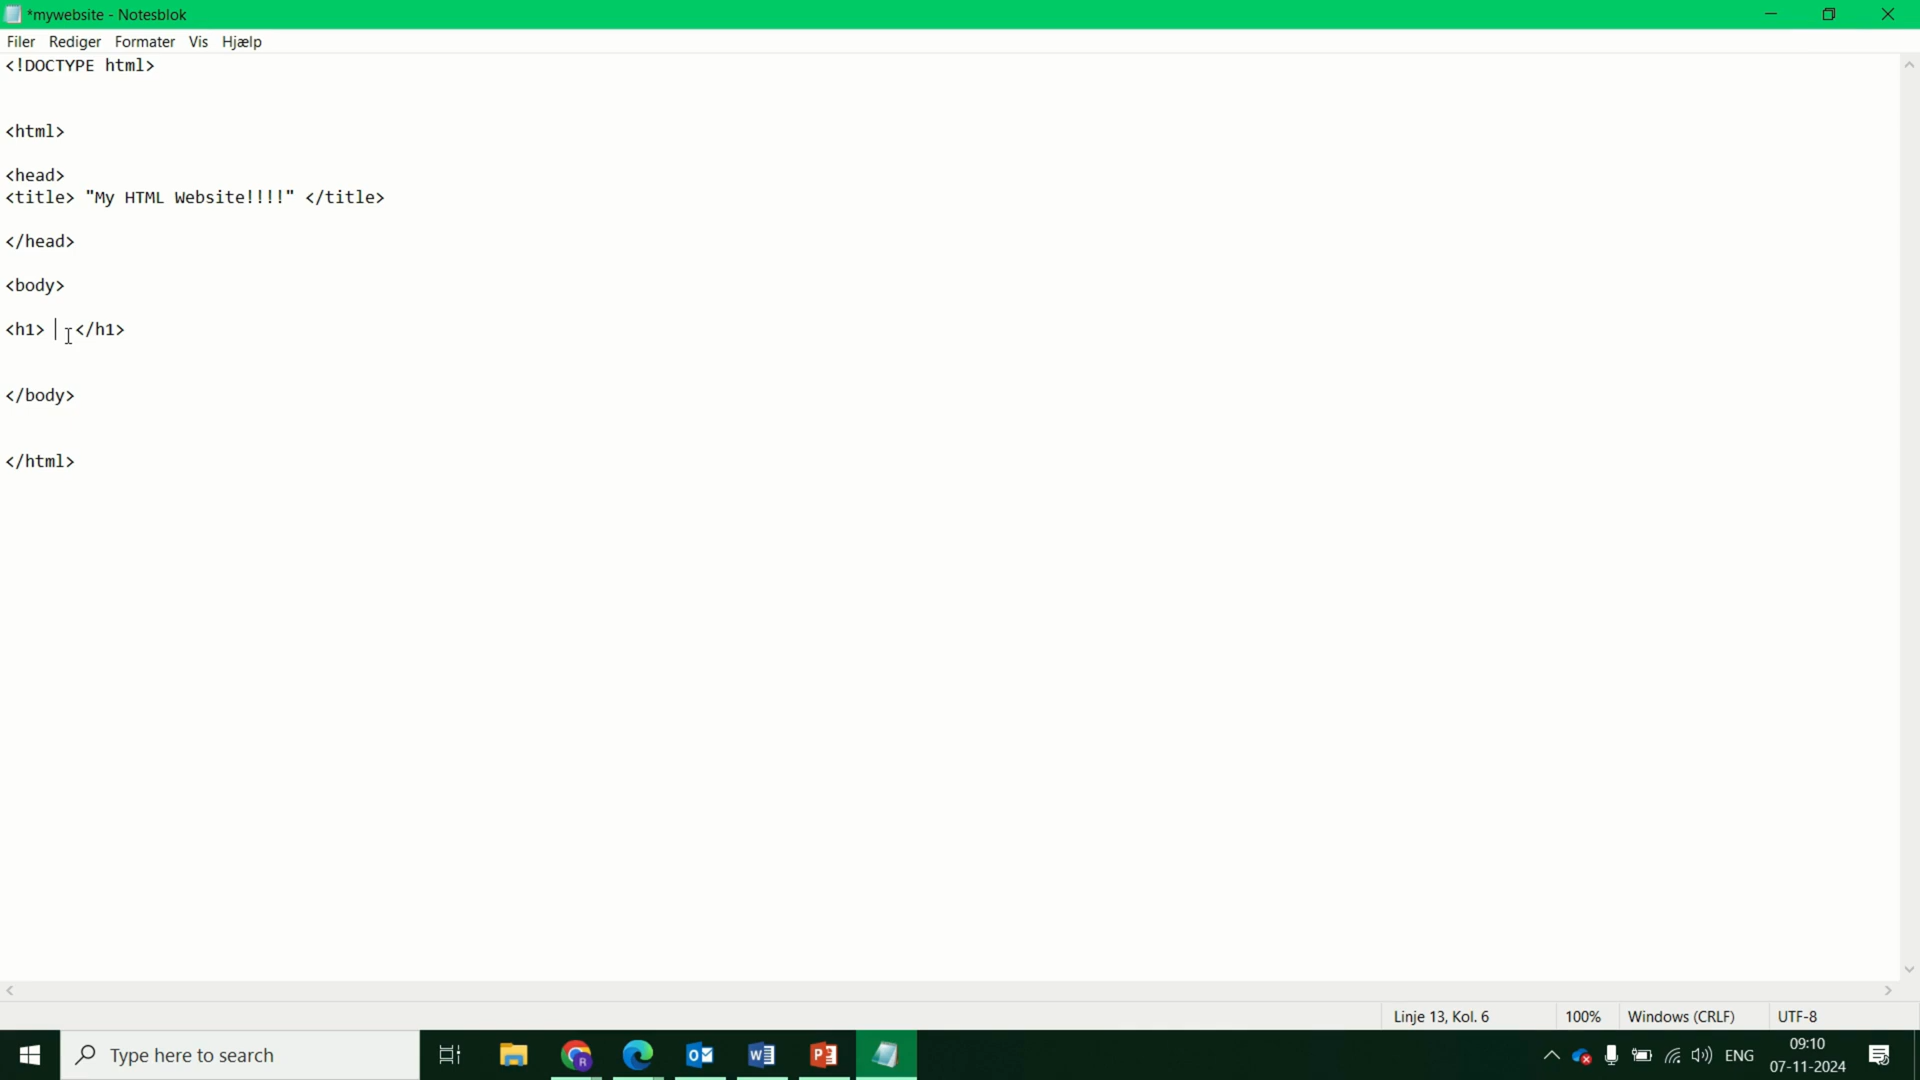 *mywebsite - Notesblok
Filer Rediger Formater Vis Hjælp
<!DOCTYPE html>
<html>
<head>
<title> "My HTML Website!!!!" </title>
</head>
<body>
<h1>   </h1>
</body>
</html>
Linje 13, Kol. 6 100% Windows (CRLF) UTF-8
Type here to search
ENG
09:10
07-11-2024